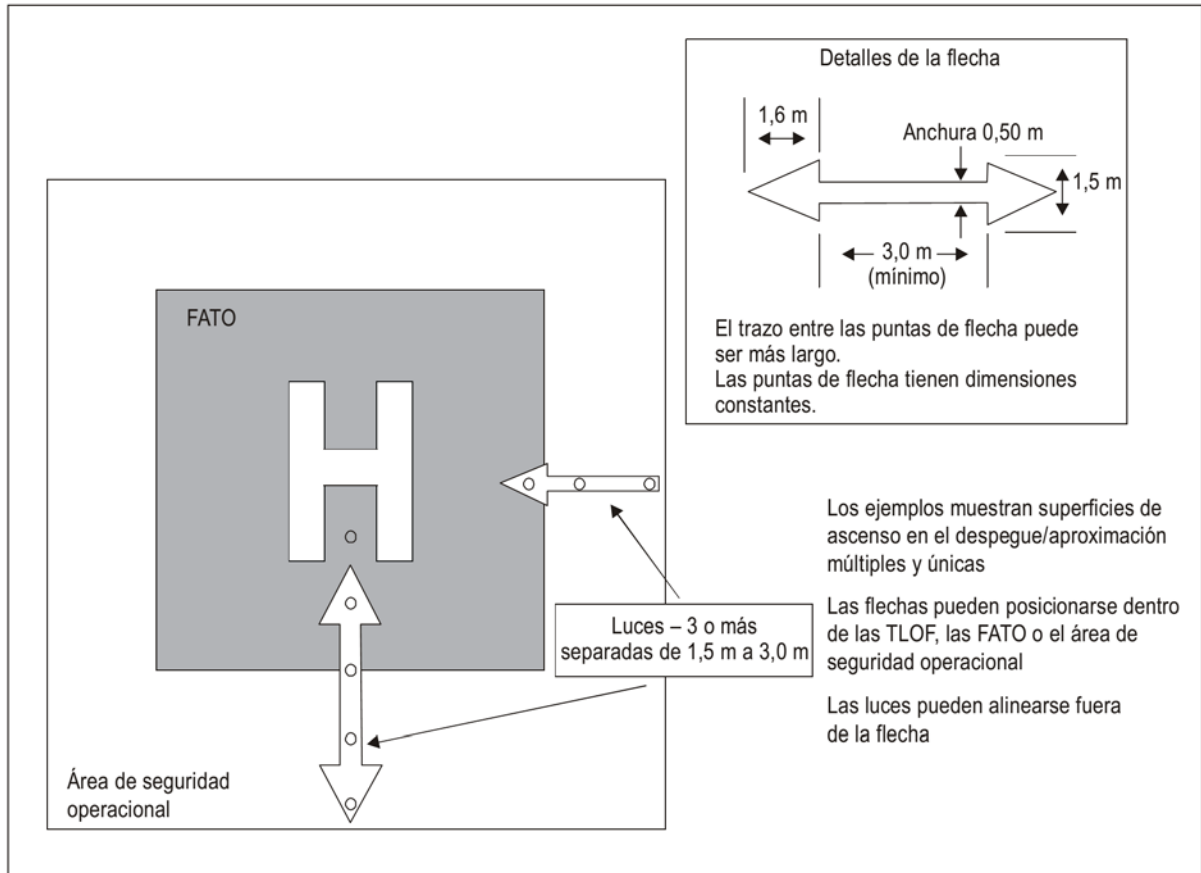 Detalles de la flecha
1,6 m
Anchura 0,50 m
1,5 m
3,0 m
(mínimo)
El trazo entre las puntas de flecha puede
ser más largo.
Las puntas de flecha tienen dimensiones
constantes.
FATO
H
Luces – 3 o más
separadas de 1,5 m a 3,0 m
Los ejemplos muestran superficies de
ascenso en el despegue/aproximación
múltiples y únicas
Las flechas pueden posicionarse dentro
de las TLOF, las FATO o el área de
seguridad operacional
Las luces pueden alinearse fuera
de la flecha
Área de seguridad
operacional